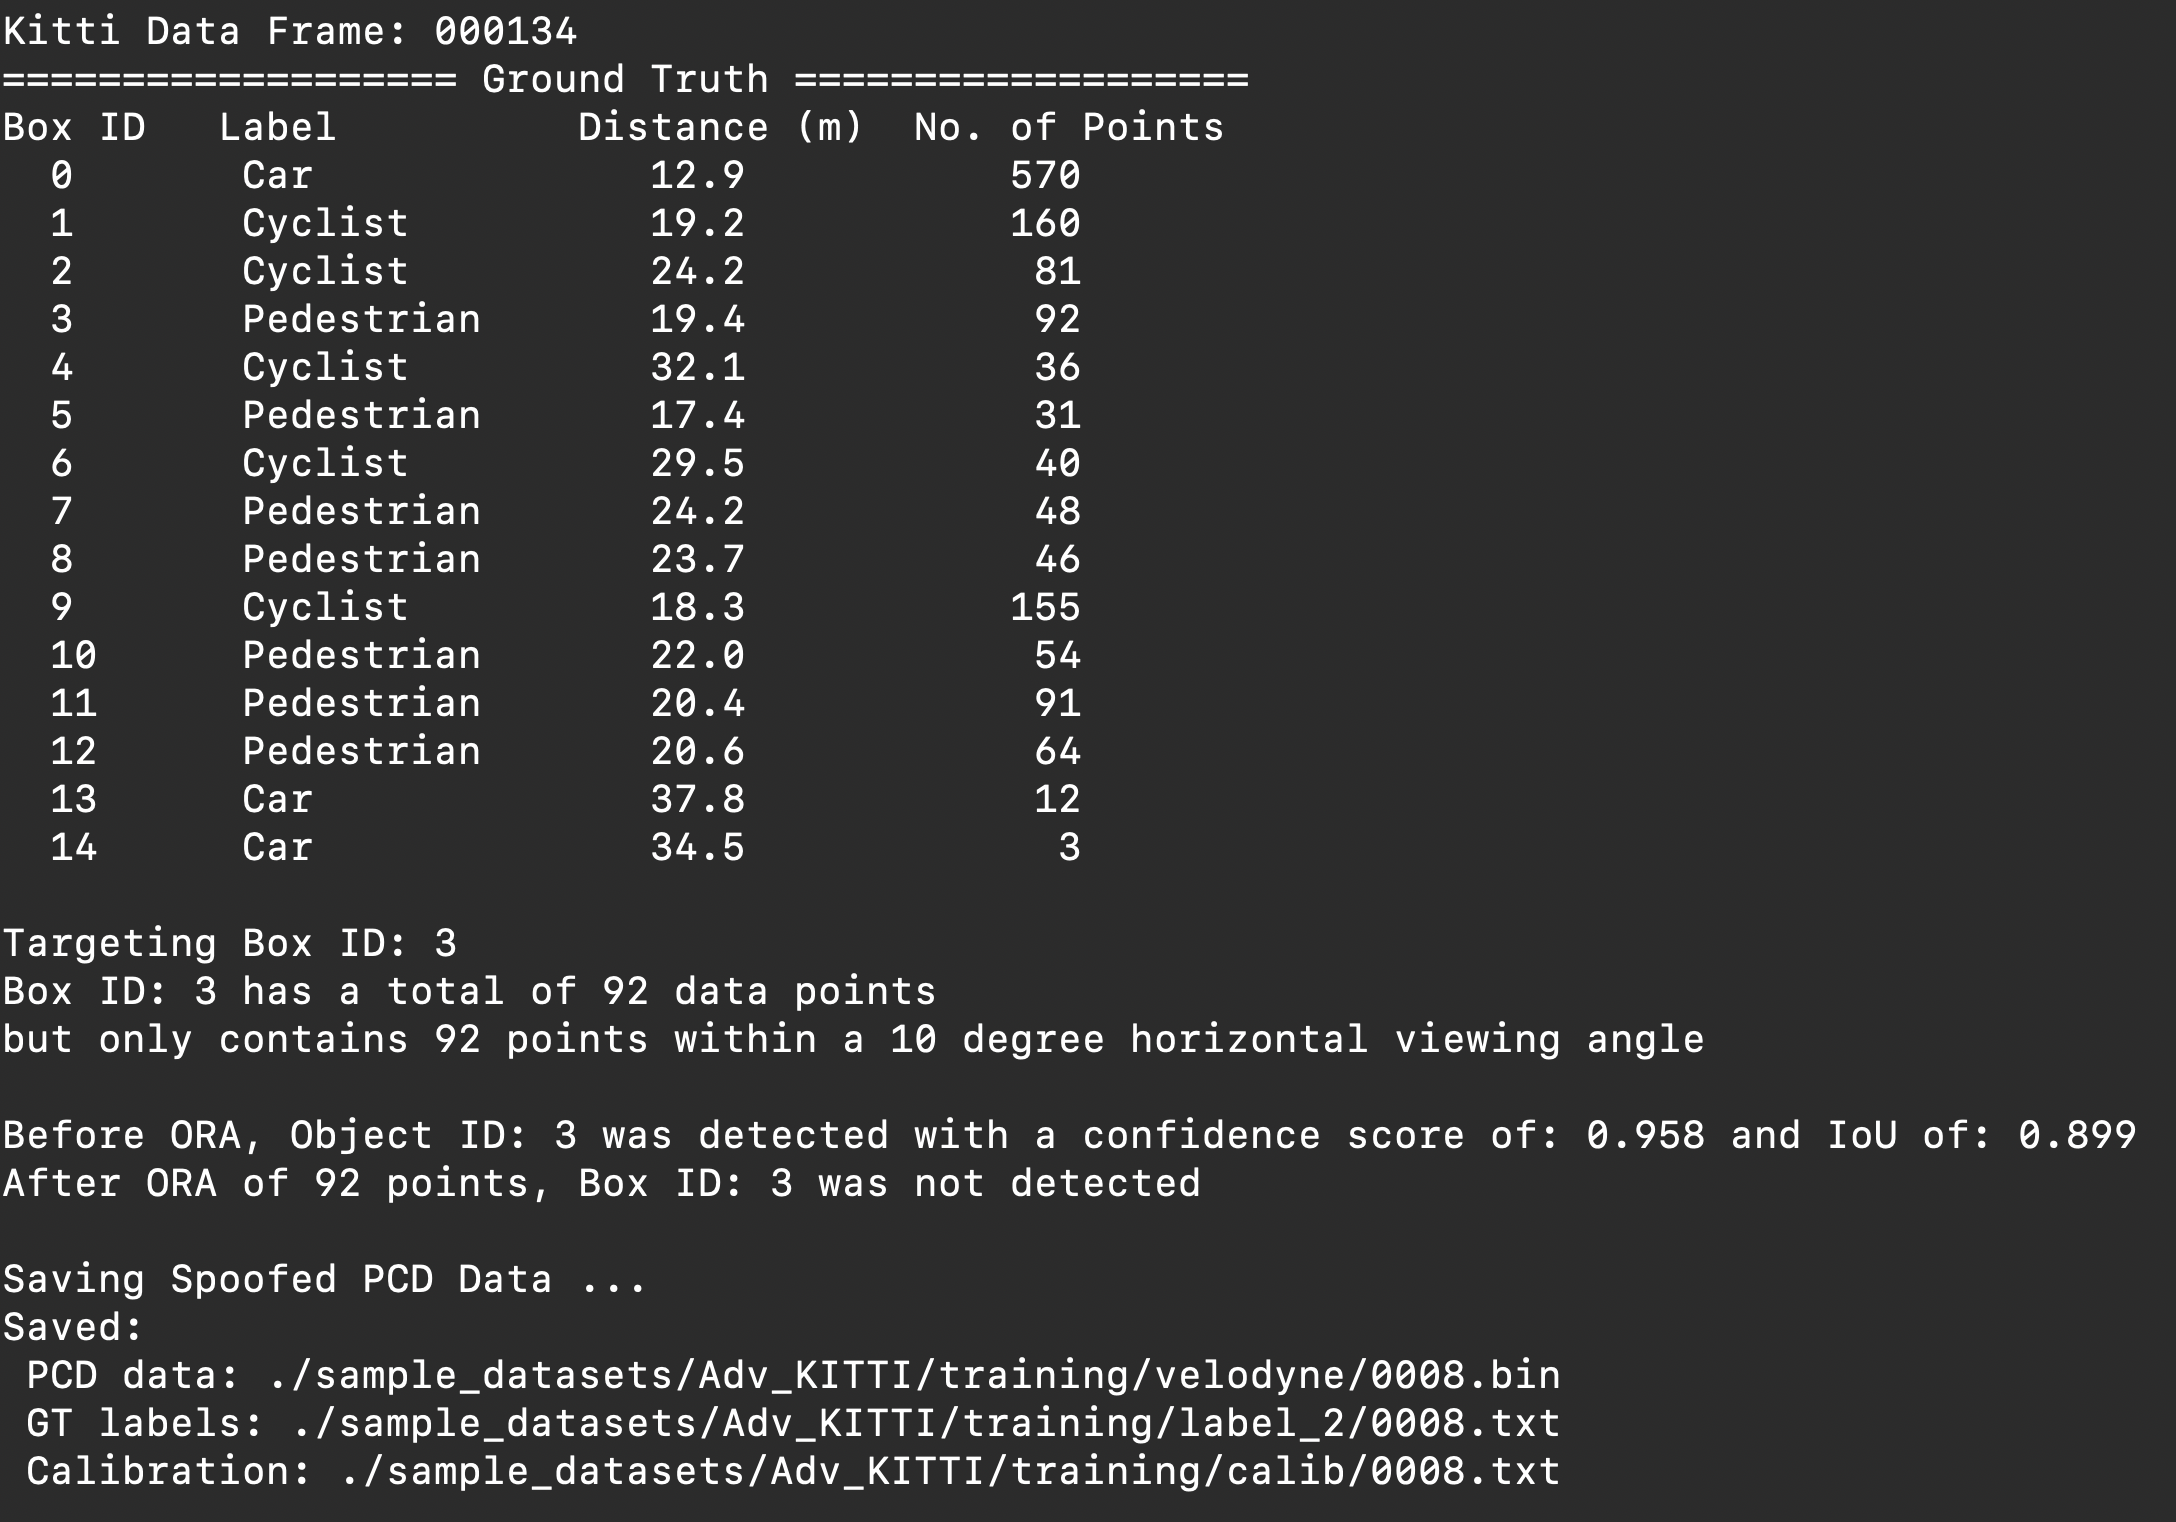 Kitti Data Frame: 000134
=================== Ground Truth ===================
Box ID   Label          Distance (m)  No. of Points
  0       Car              12.9           570
  1       Cyclist          19.2           160
  2       Cyclist          24.2            81
  3       Pedestrian       19.4            92
  4       Cyclist          32.1            36
  5       Pedestrian       17.4            31
  6       Cyclist          29.5            40
  7       Pedestrian       24.2            48
  8       Pedestrian       23.7            46
  9       Cyclist          18.3           155
  10      Pedestrian       22.0            54
  11      Pedestrian       20.4            91
  12      Pedestrian       20.6            64
  13      Car              37.8            12
  14      Car              34.5             3

Targeting Box ID: 3
Box ID: 3 has a total of 92 data points
but only contains 92 points within a 10 degree horizontal viewing angle

Before ORA, Object ID: 3 was detected with a confidence score of: 0.958 and IoU of: 0.899
After ORA of 92 points, Box ID: 3 was not detected

Saving Spoofed PCD Data ...
Saved:
 PCD data: ./sample_datasets/Adv_KITTI/training/velodyne/0008.bin
 GT labels: ./sample_datasets/Adv_KITTI/training/label_2/0008.txt
 Calibration: ./sample_datasets/Adv_KITTI/training/calib/0008.txt